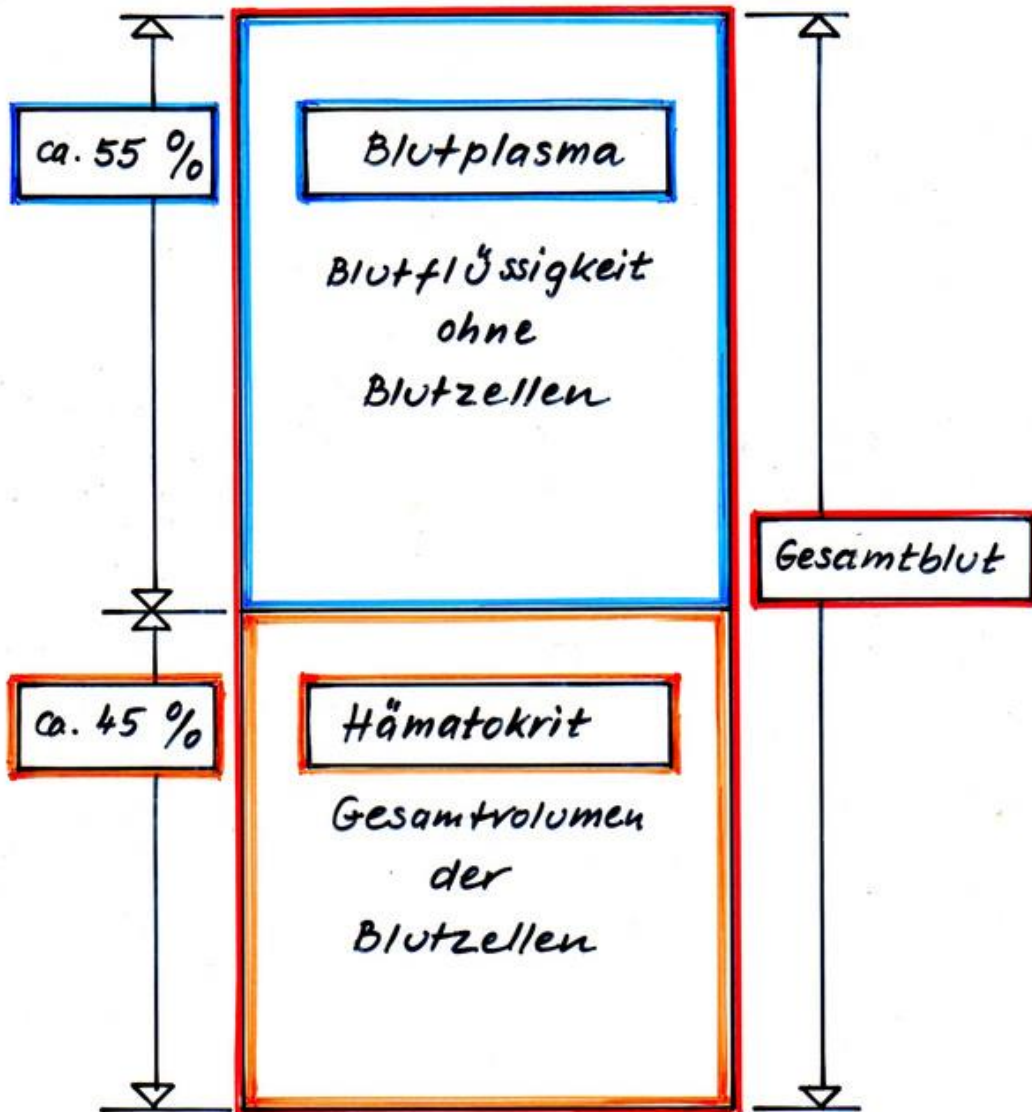 ca. 55 %
Blutplasma
Blutflüssigkeit
ohne
Blutzellen
Gesamtblut
ca. 45 %
Hämatokrit
Gesamtvolumen
der
Blutzellen